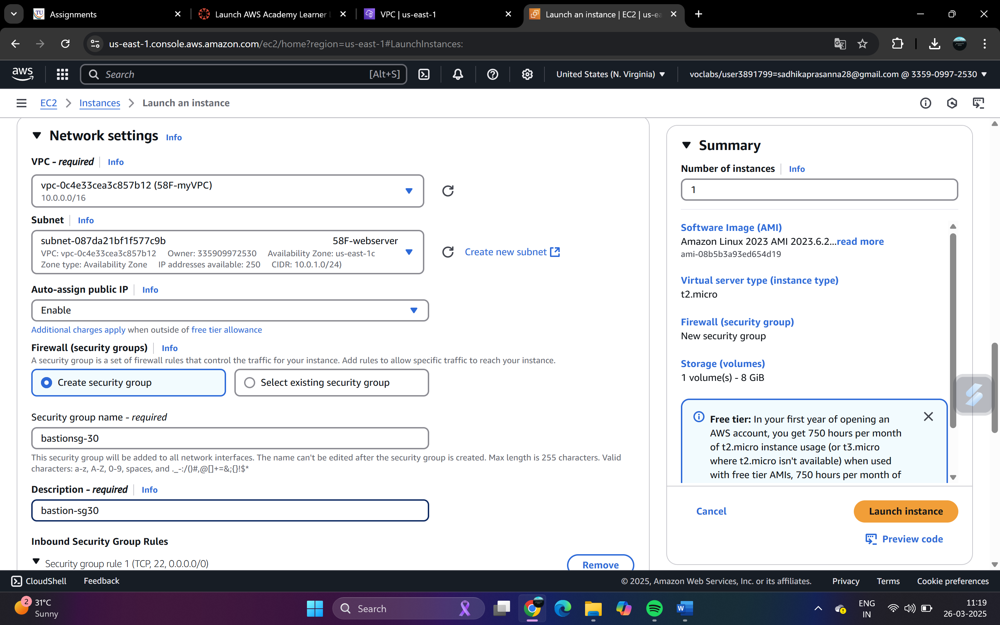 Assignments
Launch AWS Academy Learner L
VPC | us-east-1
Launch an instance | EC2 | us-ea
us-east-1.console.aws.amazon.com/ec2/home?region=us-east-1#LaunchInstances:
aws
Search
[Alt+S]
United States (N. Virginia)
voclabs/user3891799=sadhikaprasanna28@gmail.com @ 3359-0997-2530
EC2
Instances
Launch an instance
Network settings Info
VPC - required Info
vpc-0c4e33cea3c857b12 (58F-myVPC)
10.0.0.0/16
Subnet Info
subnet-087da21bf1f577c9b 58F-webserver
VPC: vpc-0c4e33cea3c857b12 Owner: 335909972530 Availability Zone: us-east-1c
Zone type: Availability Zone IP addresses available: 250 CIDR: 10.0.1.0/24)
Create new subnet
Auto-assign public IP Info
Enable
Additional charges apply when outside of free tier allowance
Firewall (security groups) Info
A security group is a set of firewall rules that control the traffic for your instance. Add rules to allow specific traffic to reach your instance.
Create security group
Select existing security group
Security group name - required
bastionsg-30
This security group will be added to all network interfaces. The name can't be edited after the security group is created. Max length is 255 characters. Valid
characters: a-z, A-Z, 0-9, spaces, and ._-:/()#,@[]+=&;{}!$*
Description - required Info
bastion-sg30
Inbound Security Group Rules
Security group rule 1 (TCP, 22, 0.0.0.0/0)
Remove
Summary
Number of instances Info
1
Software Image (AMI)
Amazon Linux 2023 AMI 2023.6.2...read more
ami-08b5b3a93ed654d19
Virtual server type (instance type)
t2.micro
Firewall (security group)
New security group
Storage (volumes)
1 volume(s) - 8 GiB
Free tier: In your first year of opening an
AWS account, you get 750 hours per month
of t2.micro instance usage (or t3.micro
where t2.micro isn't available) when used
with free tier AMIs, 750 hours per month of
Cancel
Launch instance
Preview code
CloudShell
Feedback
© 2025, Amazon Web Services, Inc. or its affiliates.
Privacy
Terms
Cookie preferences
2
31°C
Sunny
Search
ENG
IN
11:19
26-03-2025